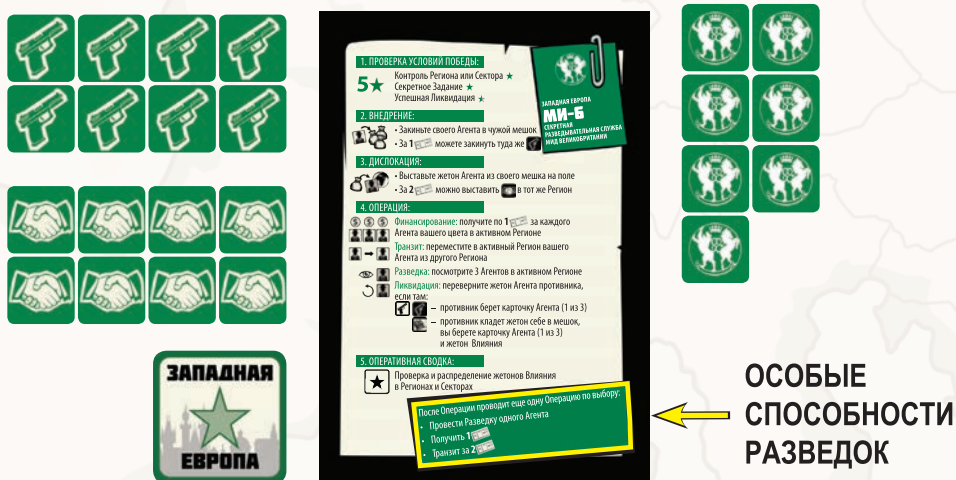 1. ПРОВЕРКА УСЛОВИЙ ПОБЕДЫ:
5★
Контроль Региона или Сектора ★
Секретное Задание ★
Успешная Ликвидация ★
ЗАПАДНАЯ ЕВРОПА
МИ-6
СЕКРЕТНАЯ
РАЗВЕДЫВАТЕЛЬНАЯ СЛУЖБА
МИД ВЕЛИКОБРИТАНИИ
2. ВНЕДРЕНИЕ:
• Закиньте своего Агента в чужой мешок
• За 1 можете закинуть туда же
3. ДИСЛОКАЦИЯ:
• Выставьте жетон Агента из своего мешка на поле
• За 2 можно выставить в тот же Регион
4. ОПЕРАЦИЯ:
Финансирование: получите по 1 за каждого
Агента вашего цвета в активном Регионе
Транзит: переместите в активный Регион вашего
Агента из другого Региона
Разведка: посмотрите 3 Агентов в активном Регионе
Ликвидация: переверните жетон Агента противника,
если там:
– противник берет карточку Агента (1 из 3)
– противник кладет жетон себе в мешок,
вы берете карточку Агента (1 из 3)
и жетон Влияния
5. ОПЕРАТИВНАЯ СВОДКА:
Проверка и распределение жетонов Влияния
в Регионах и Секторах
После Операции проводит еще одну Операцию по выбору:
• Провести Разведку одного Агента
• Получить 1
• Транзит за 2
ЗАПАДНАЯ
ЕВРОПА
ОСОБЫЕ
СПОСОБНОСТИ
РАЗВЕДОК